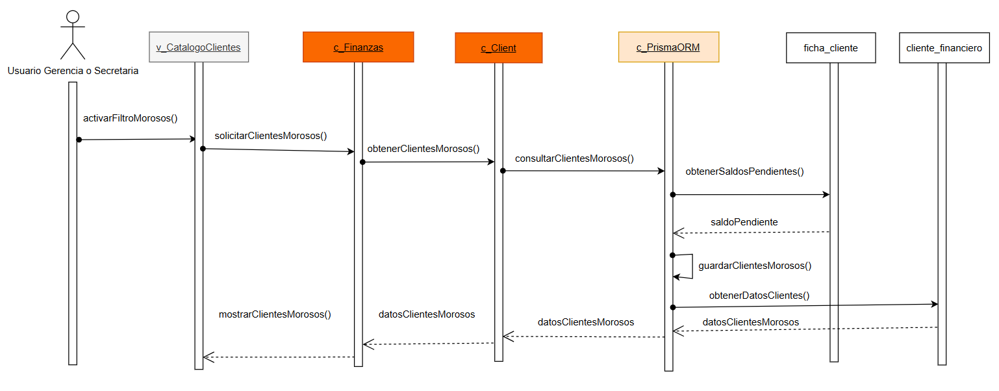 v_CatalogoClientes
c_Finanzas
c_Client
c_PrismaORM
ficha_cliente
cliente_financiero
Usuario Gerencia o Secretaria
activarFiltroMorosos()
solicitarClientesMorosos()
obtenerClientesMorosos()
consultarClientesMorosos()
obtenerSaldosPendientes()
saldoPendiente
guardarClientesMorosos()
obtenerDatosClientes()
datosClientesMorosos
datosClientesMorosos
datosClientesMorosos
mostrarClientesMorosos()